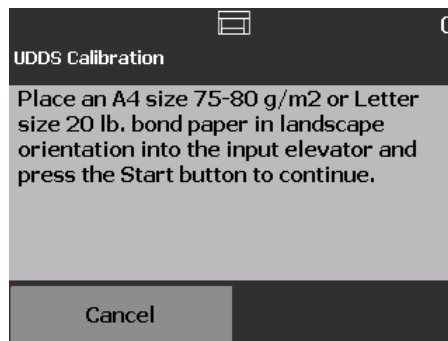 UDDS Calibration
Place an A4 size 75-80 g/m2 or Letter
size 20 lb. bond paper in landscape
orientation into the input elevator and
press the Start button to continue.
Cancel